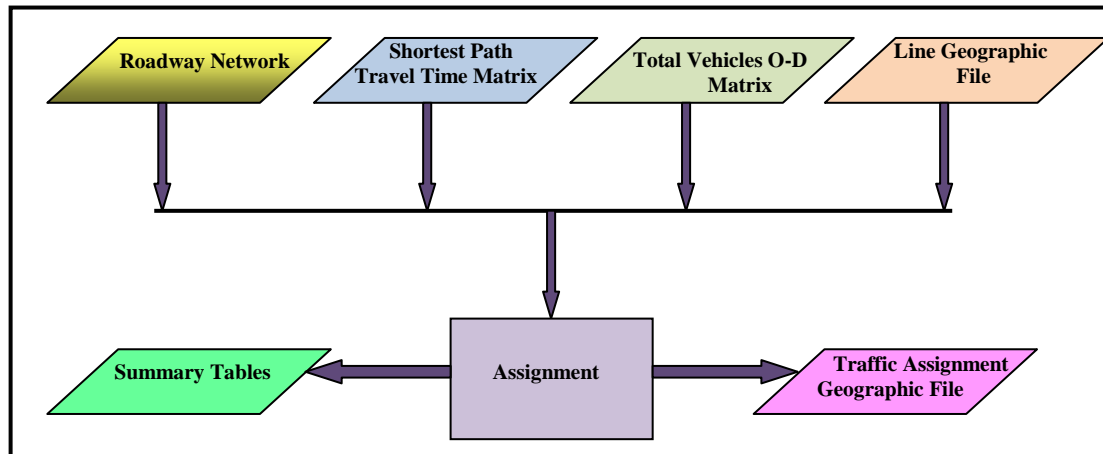 Roadway Network
Shortest Path
Travel Time Matrix
Total Vehicles O-D
Matrix
Line Geographic
File
Summary Tables
Assignment
Traffic Assignment
Geographic File